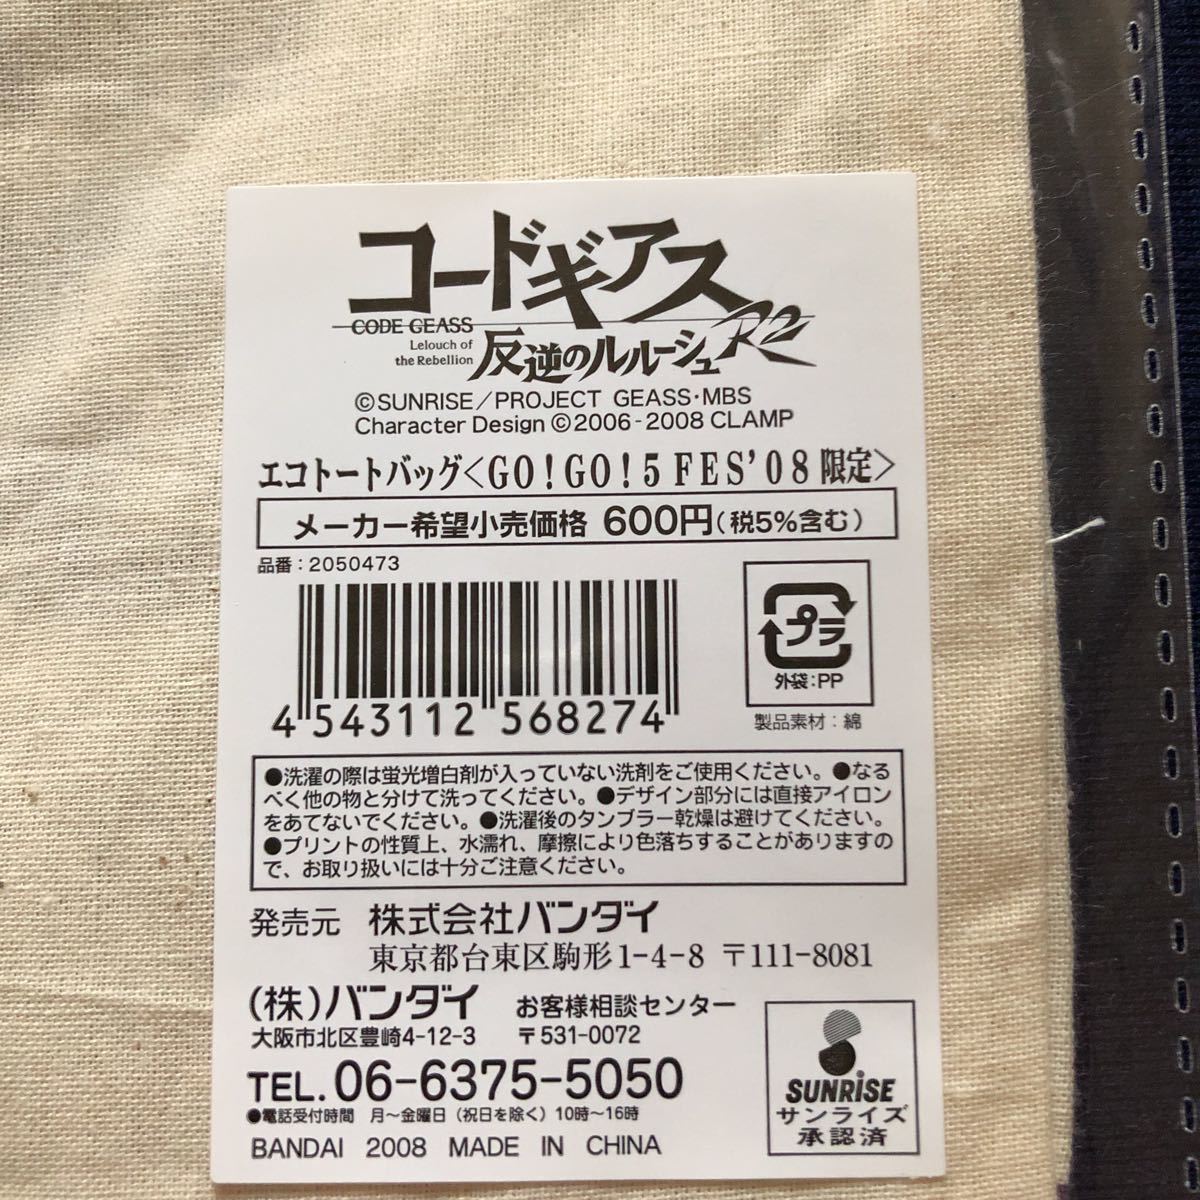 コードギアス
CODE GEASS
Lelouch of
the Rebellion
反逆のルルーシュ R2
©SUNRISE/PROJECT GEASS・MBS
Character Design ©2006-2008 CLAMP
エコトートバッグ<GO!GO!5 FES'08 限定>
メーカー希望小売価格 600円(税5%含む)
品番:2050473
4 543112 568274
プラ
外袋:PP
製品素材:綿
●洗濯の際は蛍光増白剤が入っていない洗剤をご使用ください。●なる
べく他の物と分けて洗ってください。●デザイン部分には直接アイロン
をあてないでください。●洗濯後のタンブラー乾燥は避けてください。
●プリントの性質上、水濡れ、摩擦により色落ちすることがありますの
で、お取り扱いには十分ご注意ください。
発売元 株式会社バンダイ
東京都台東区駒形1-4-8 〒111-8081
(株)バンダイ お客様相談センター
大阪市北区豊崎4-12-3 〒531-0072
TEL. 06-6375-5050
●電話受付時間 月～金曜日(祝日を除く)10時～16時
BANDAI 2008 MADE IN CHINA
SUNRISE
サンライズ
承認済